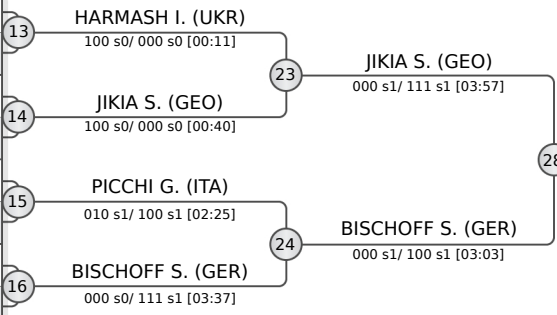 HARMASH I. (UKR)
13
100 s0/ 000 s0 [00:11]
23
JIKIA S. (GEO)
000 s1/ 111 s1 [03:57]
JIKIA S. (GEO)
14
100 s0/ 000 s0 [00:40]
28
PICCHI G. (ITA)
15
010 s1/ 100 s1 [02:25]
24
BISCHOFF S. (GER)
000 s1/ 100 s1 [03:03]
BISCHOFF S. (GER)
16
000 s0/ 111 s1 [03:37]